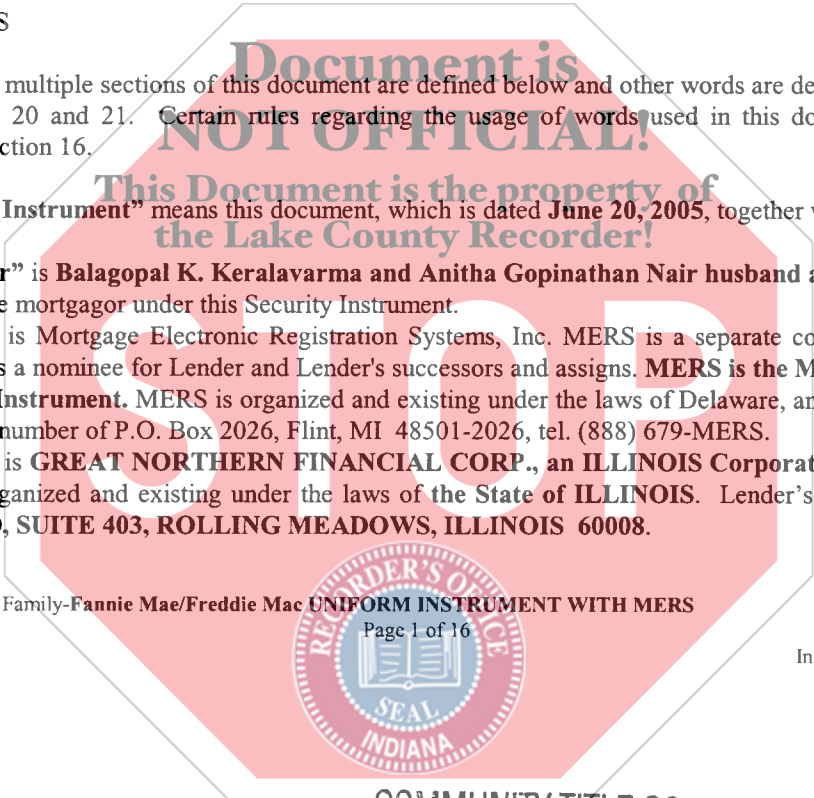 S
Document is
multiple sections of this document are defined below and other words are de
20 and 21. Certain rules regarding the usage of words used in this do
NOT OFFICIAL!
ction 16.
This Document is the property of
Instrument” means this document, which is dated June 20, 2005, together
the Lake County Recorder!
r” is Balagopal K. Keralavarma and Anitha Gopinathan Nair husband a
e mortgagor under this Security Instrument.
is Mortgage Electronic Registration Systems, Inc. MERS is a separate co
s a nominee for Lender and Lender's successors and assigns. MERS is the M
Instrument. MERS is organized and existing under the laws of Delaware, an
number of P.O. Box 2026, Flint, MI 48501-2026, tel. (888) 679-MERS.
STOP
is GREAT NORTHERN FINANCIAL CORP., an ILLINOIS Corporat
ganized and existing under the laws of the State of ILLINOIS. Lender's
, SUITE 403, ROLLING MEADOWS, ILLINOIS 60008.
Family-Fannie Mae/Freddie Mac UNIFORM INSTRUMENT WITH MERS
Page 1 of 16
In
RECORDER'S OFFICE
SEAL
INDIANA